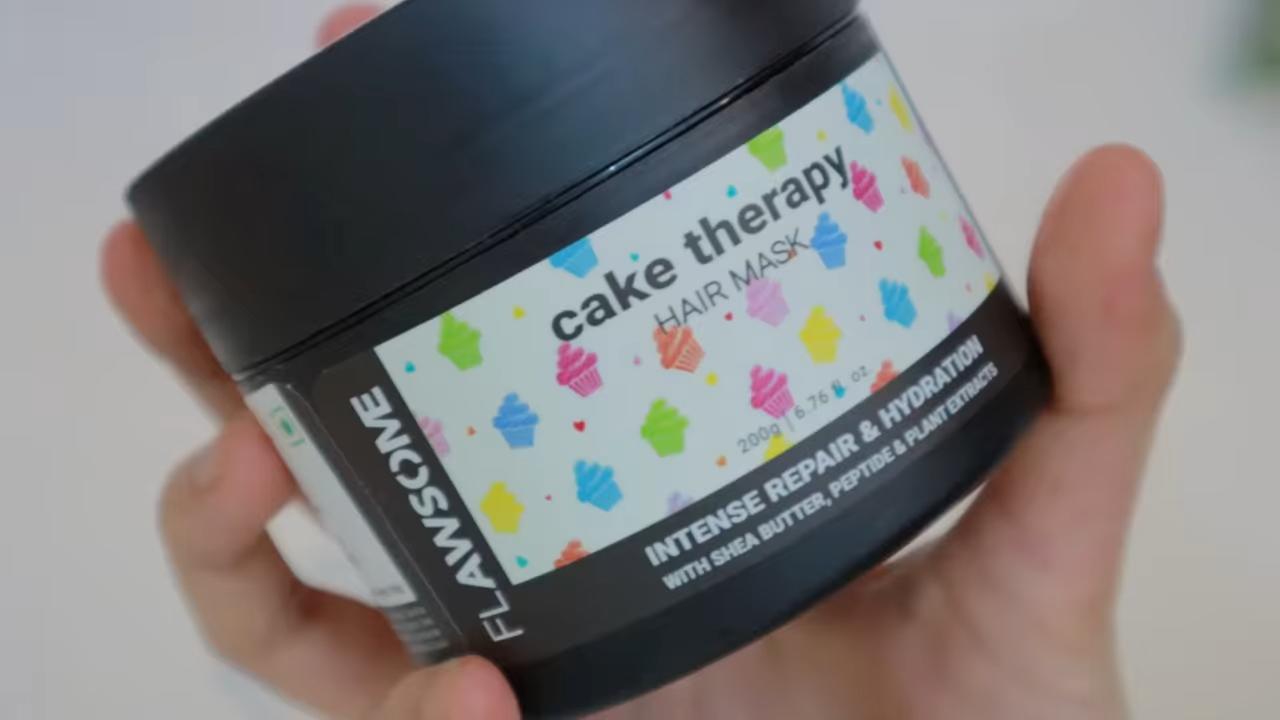 cake therapy
HAIR MASK
200g | 6.76 fl. oz.
FLAWSOME
INTENSE REPAIR & HYDRATION
WITH SHEA BUTTER, PEPTIDE & PLANT EXTRACTS